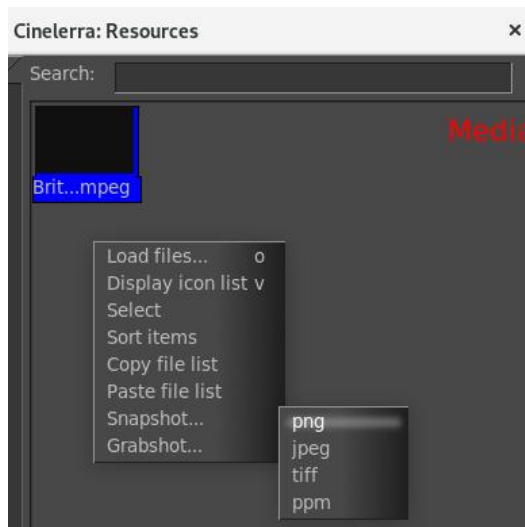 Cinelerra: Resources ×
Search:
Media
Brit...mpeg
Load files... o
Display icon list v
Select
Sort items
Copy file list
Paste file list
Snapshot...
Grabshot...
png
jpeg
tiff
ppm